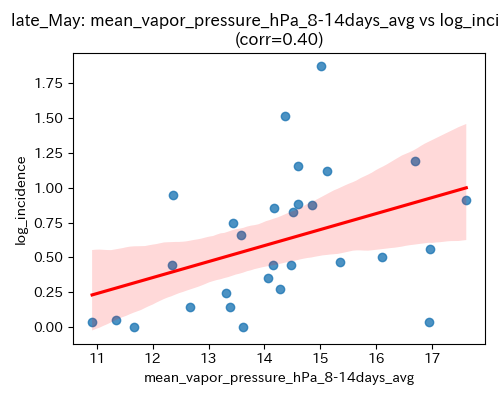 late_May: mean_vapor_pressure_hPa_8-14days_avg vs log_inci
(corr=0.40)
1.75
1.50
1.25
1.00
0.75
0.50
0.25
0.00
log_incidence
11 12 13 14 15 16 17
mean_vapor_pressure_hPa_8-14days_avg